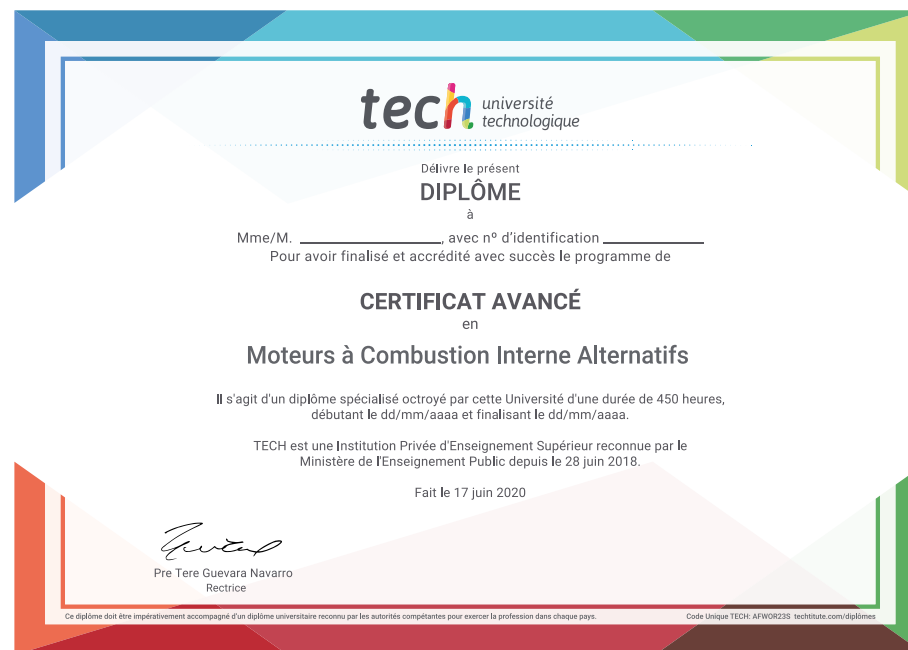 tech université
technologique
Délivre le présent
DIPLÔME
à
Mme/M. ____________________, avec nº d'identification ______________
Pour avoir finalisé et accrédité avec succès le programme de
CERTIFICAT AVANCÉ
en
Moteurs à Combustion Interne Alternatifs
Il s'agit d'un diplôme spécialisé octroyé par cette Université d'une durée de 450 heures,
débutant le dd/mm/aaaa et finalisant le dd/mm/aaaa.
TECH est une Institution Privée d'Enseignement Supérieur reconnue par le
Ministère de l'Enseignement Public depuis le 28 juin 2018.
Fait le 17 juin 2020
Pre Tere Guevara Navarro
Rectrice
Ce diplôme doit être impérativement accompagné d'un diplôme universitaire reconnu par les autorités compétantes pour exercer la profession dans chaque pays.
Code Unique TECH: AFWOR23S techtitute.com/diplômes